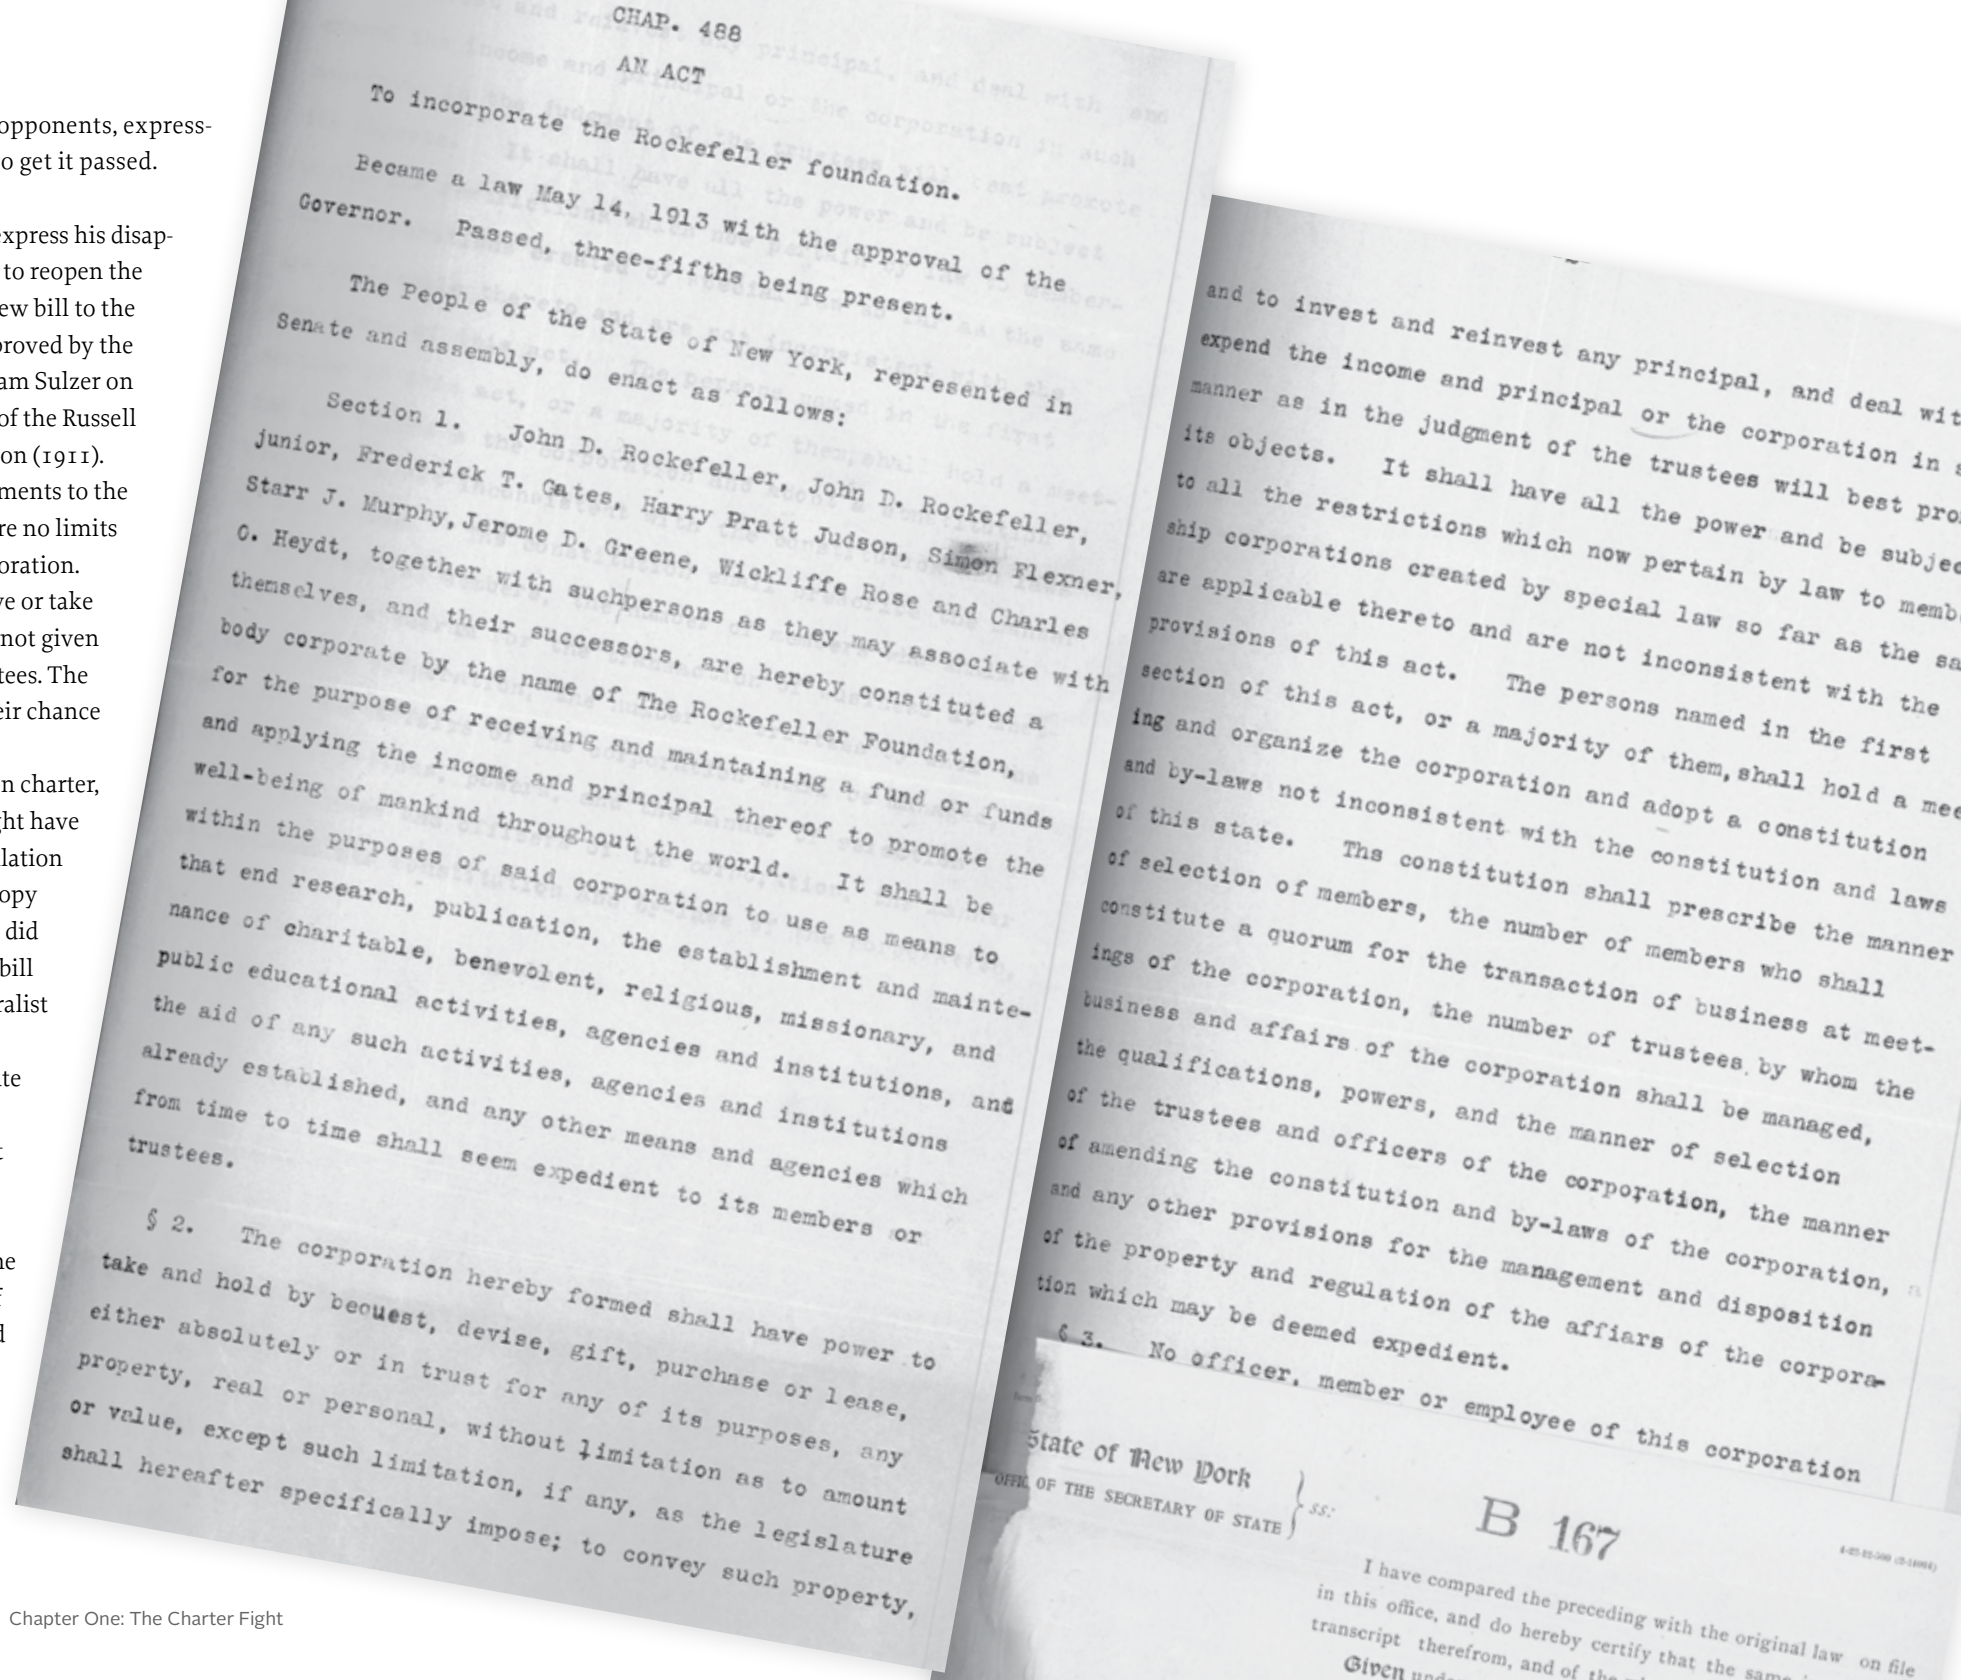 opponents, express-
o get it passed.
express his disap-
to reopen the
ew bill to the
proved by the
am Sulzer on
of the Russell
on (1911).
ments to the
re no limits
oration.
ve or take
not given
tees. The
eir chance
n charter,
ght have
lation
opy
did
bill
ralist
te
t
ne
f
d
Chapter One: The Charter Fight
CHAP. 488
AN ACT
To incorporate the Rockefeller foundation.
Became a law May 14, 1913 with the approval of the
Governor. Passed, three-fifths being present.
The People of the State of New York, represented in
Senate and assembly, do enact as follows:
Section 1. John D. Rockefeller, John D. Rockefeller,
junior, Frederick T. Gates, Harry Pratt Judson, Simon Flexner,
Starr J. Murphy, Jerome D. Greene, Wickliffe Rose and Charles
O. Heydt, together with such persons as they may associate with
themselves, and their successors, are hereby constituted a
body corporate by the name of The Rockefeller Foundation,
for the purpose of receiving and maintaining a fund or funds
and applying the income and principal thereof to promote the
well-being of mankind throughout the world. It shall be
within the purposes of said corporation to use as means to
that end research, publication, the establishment and mainte-
nance of charitable, benevolent, religious, missionary, and
public educational activities, agencies and institutions, and
the aid of any such activities, agencies and institutions
already established, and any other means and agencies which
from time to time shall seem expedient to its members or
trustees.
§ 2. The corporation hereby formed shall have power to
take and hold by bequest, devise, gift, purchase or lease,
either absolutely or in trust for any of its purposes, any
property, real or personal, without limitation as to amount
or value, except such limitation, if any, as the legislature
shall hereafter specifically impose; to convey such property,
-2-
and to invest and reinvest any principal, and deal wit
expend the income and principal or the corporation in s
manner as in the judgment of the trustees will best pro
its objects. It shall have all the power and be subjec
to all the restrictions which now pertain by law to memb
ship corporations created by special law so far as the sa
are applicable thereto and are not inconsistent with the
provisions of this act. The persons named in the first
section of this act, or a majority of them, shall hold a mee
ing and organize the corporation and adopt a constitution
and by-laws not inconsistent with the constitution and laws
of this state. Ths constitution shall prescribe the manner
of selection of members, the number of members who shall
constitute a quorum for the transaction of business at meet-
ings of the corporation, the number of trustees by whom the
business and affairs of the corporation shall be managed,
the qualifications, powers, and the manner of selection
of the trustees and officers of the corporation, the manner
of amending the constitution and by-laws of the corporation,
and any other provisions for the management and disposition
of the property and regulation of the affiars of the corpora-
tion which may be deemed expedient.
§ 3. No officer, member or employee of this corporation
State of New York
OFFIC OF THE SECRETARY OF STATE } ss:
B 167
I have compared the preceding with the original law on file
in this office, and do hereby certify that the same
transcript therefrom, and of the
Given under